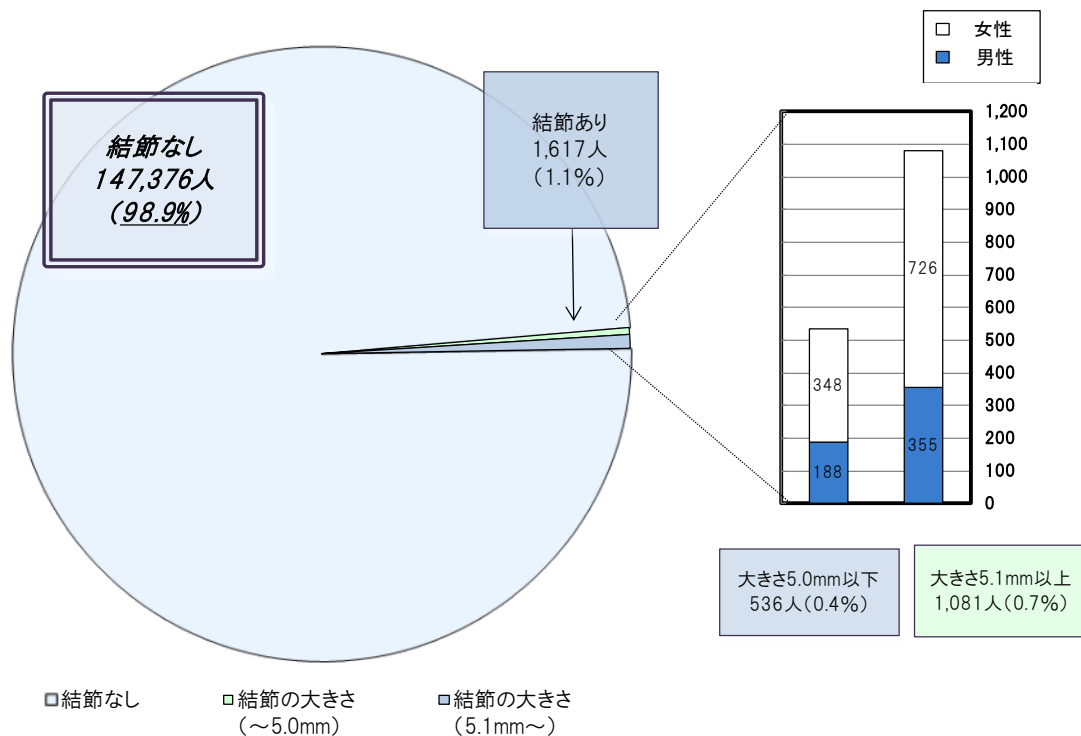 女性
男性
結節なし
147,376人
(98.9%)
結節あり
1,617人
(1.1%)
1,200
1,100
1,000
900
800
700
600
500
400
300
200
100
0
726
348
355
188
大きさ5.0mm以下
536人(0.4%)
大きさ5.1mm以上
1,081人(0.7%)
結節なし
結節の大きさ
(～5.0mm)
結節の大きさ
(5.1mm～)